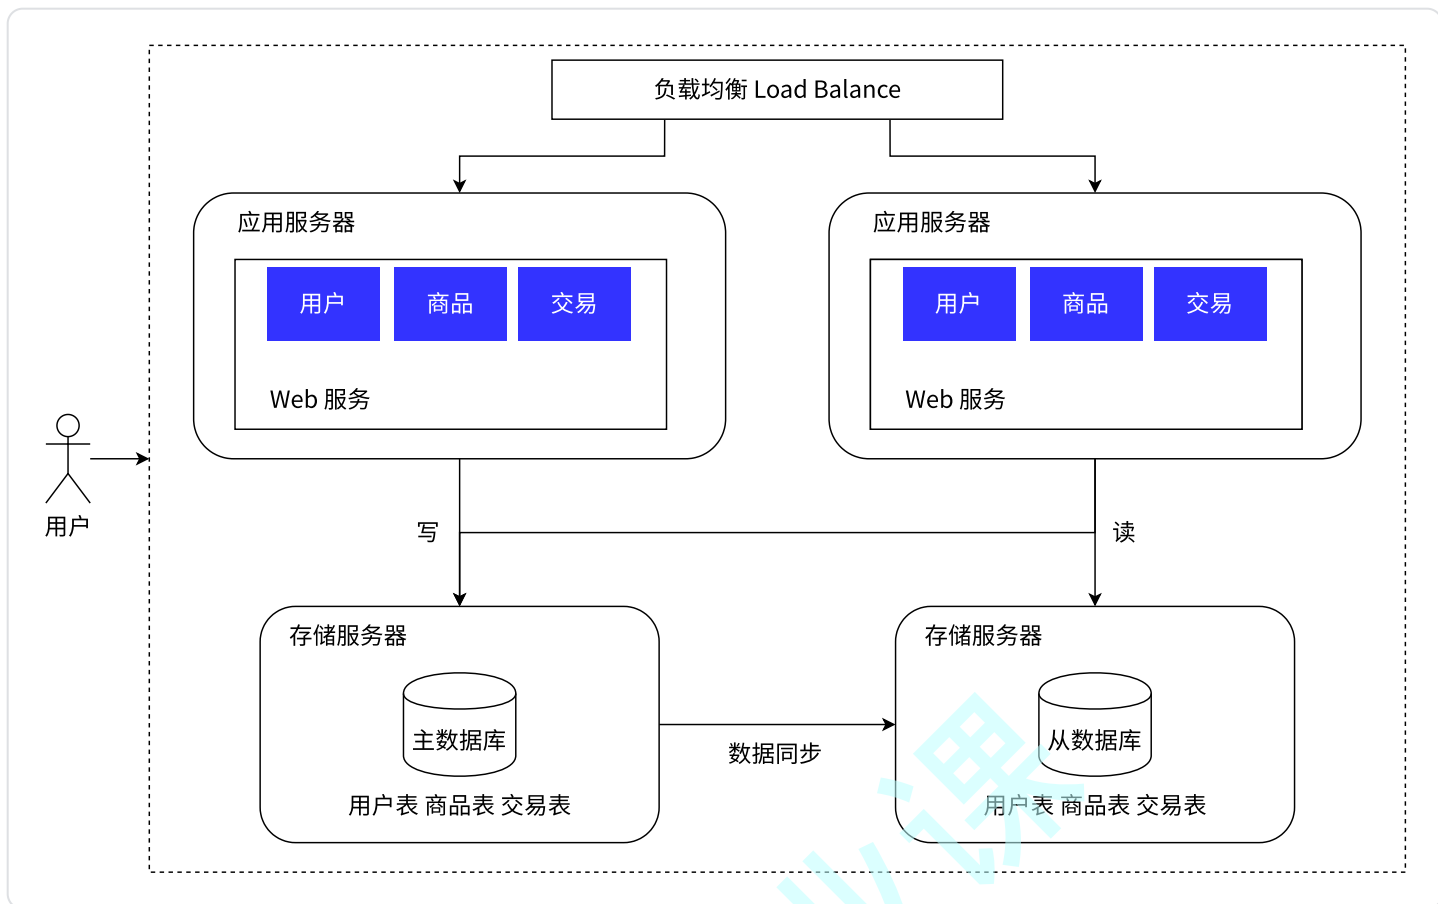 负载均衡 Load Balance
应用服务器
用户 商品 交易
Web 服务
应用服务器
用户 商品 交易
Web 服务
用户
写
读
存储服务器
主数据库
用户表 商品表 交易表
数据同步
存储服务器
从数据库
用户表 商品表 交易表
课